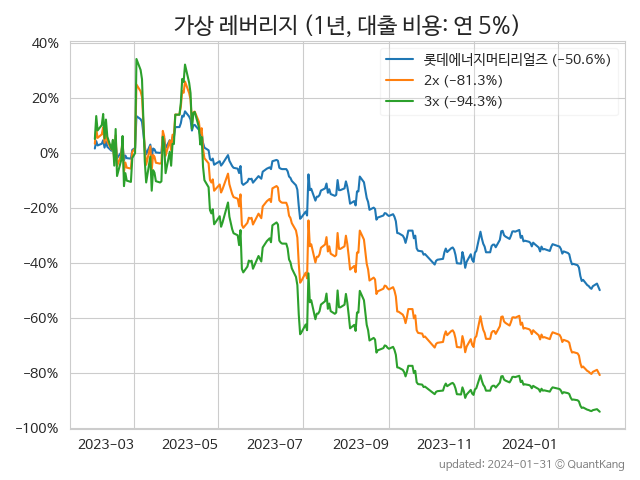 가상 레버리지 (1년, 대출 비용: 연 5%)
롯데에너지머티리얼즈 (−50.6%)
2x (−81.3%)
3x (−94.3%)
40%
20%
0%
−20%
−40%
−60%
−80%
−100%
2023-03 2023-05 2023-07 2023-09 2023-11 2024-01
updated: 2024-01-31 © QuantKang